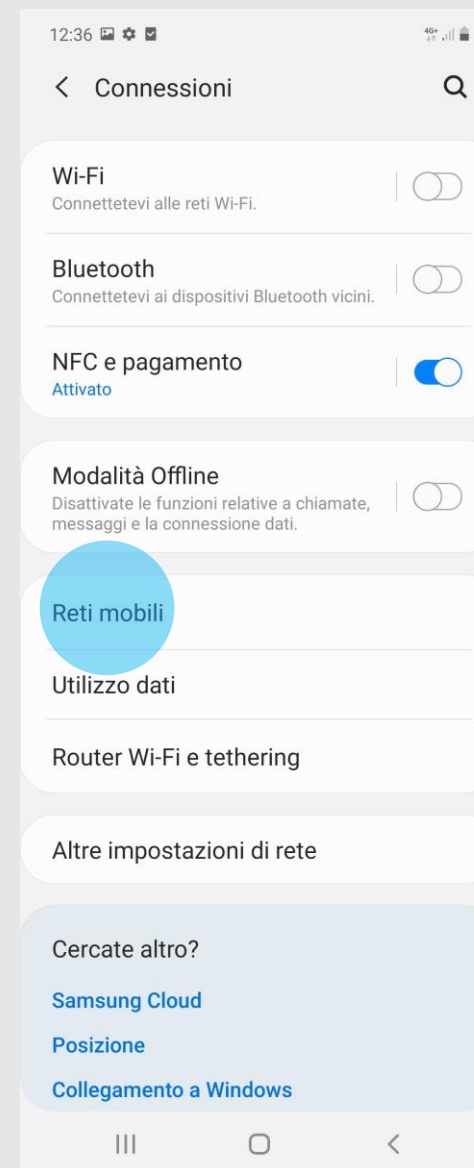 12:36
4G+
Connessioni
Wi-Fi
Connettetevi alle reti Wi-Fi.
Bluetooth
Connettetevi ai dispositivi Bluetooth vicini.
NFC e pagamento
Attivato
Modalità Offline
Disattivate le funzioni relative a chiamate,
messaggi e la connessione dati.
Reti mobili
Utilizzo dati
Router Wi-Fi e tethering
Altre impostazioni di rete
Cercate altro?
Samsung Cloud
Posizione
Collegamento a Windows